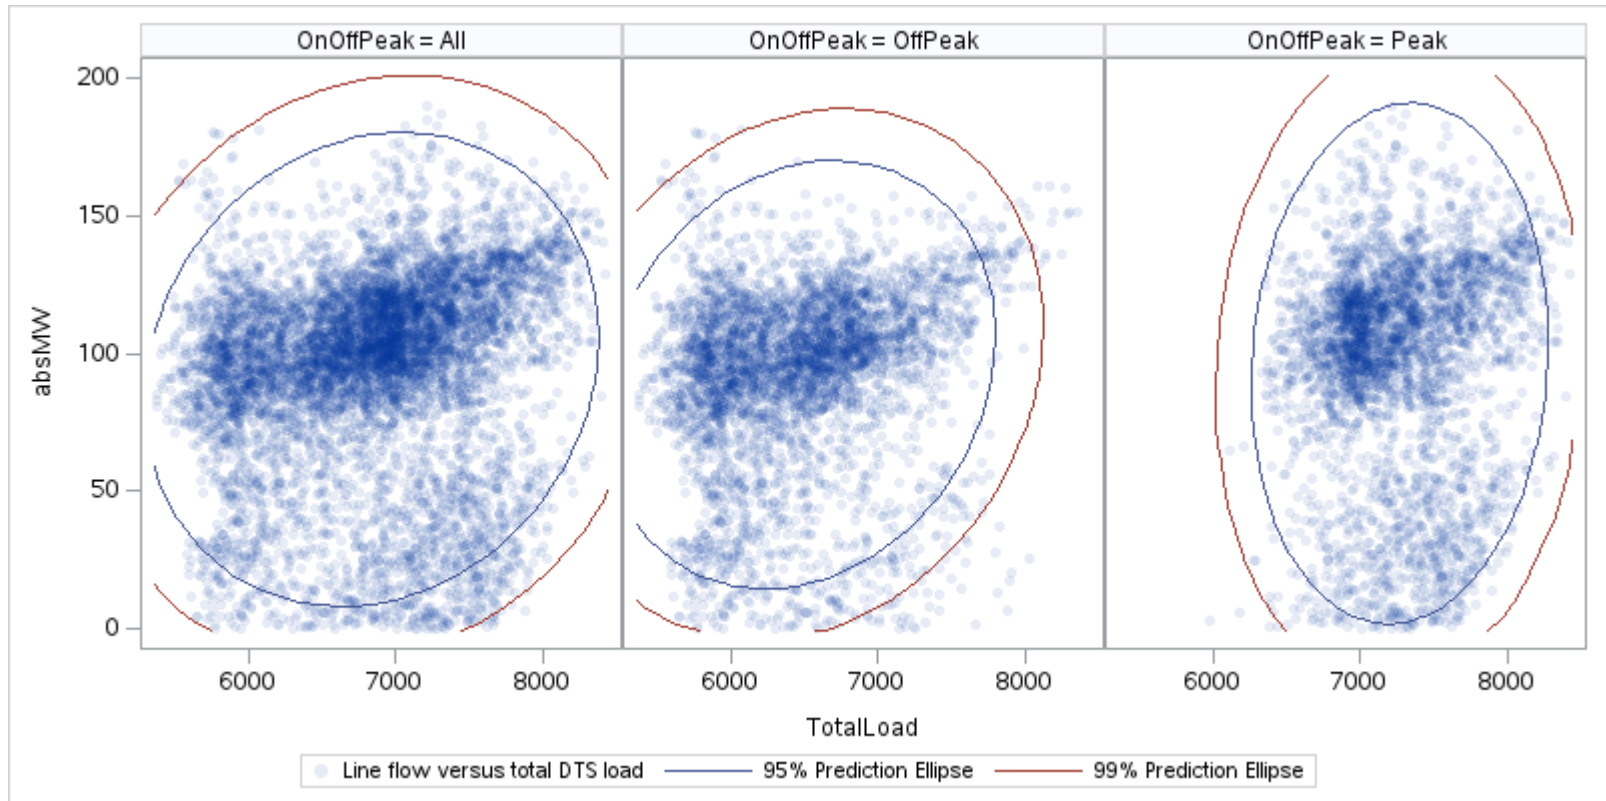 OnOffPeak = All
OnOffPeak = OffPeak
OnOffPeak = Peak
200
150
100
50
0
absMW
6000 7000 8000
6000 7000 8000
6000 7000 8000
TotalLoad
Line flow versus total DTS load
95% Prediction Ellipse
99% Prediction Ellipse